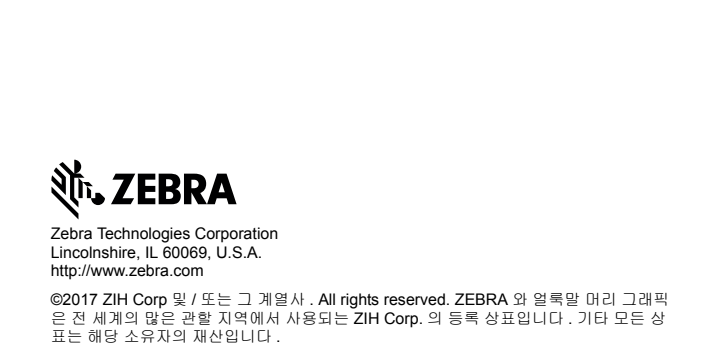 ZEBRA
Zebra Technologies Corporation
Lincolnshire, IL 60069, U.S.A.
http://www.zebra.com
©2017 ZIH Corp 및 / 또는 그 계열사 . All rights reserved. ZEBRA 와 얼룩말 머리 그래픽
은 전 세계의 많은 관할 지역에서 사용되는 ZIH Corp. 의 등록 상표입니다 . 기타 모든 상
표는 해당 소유자의 재산입니다 .